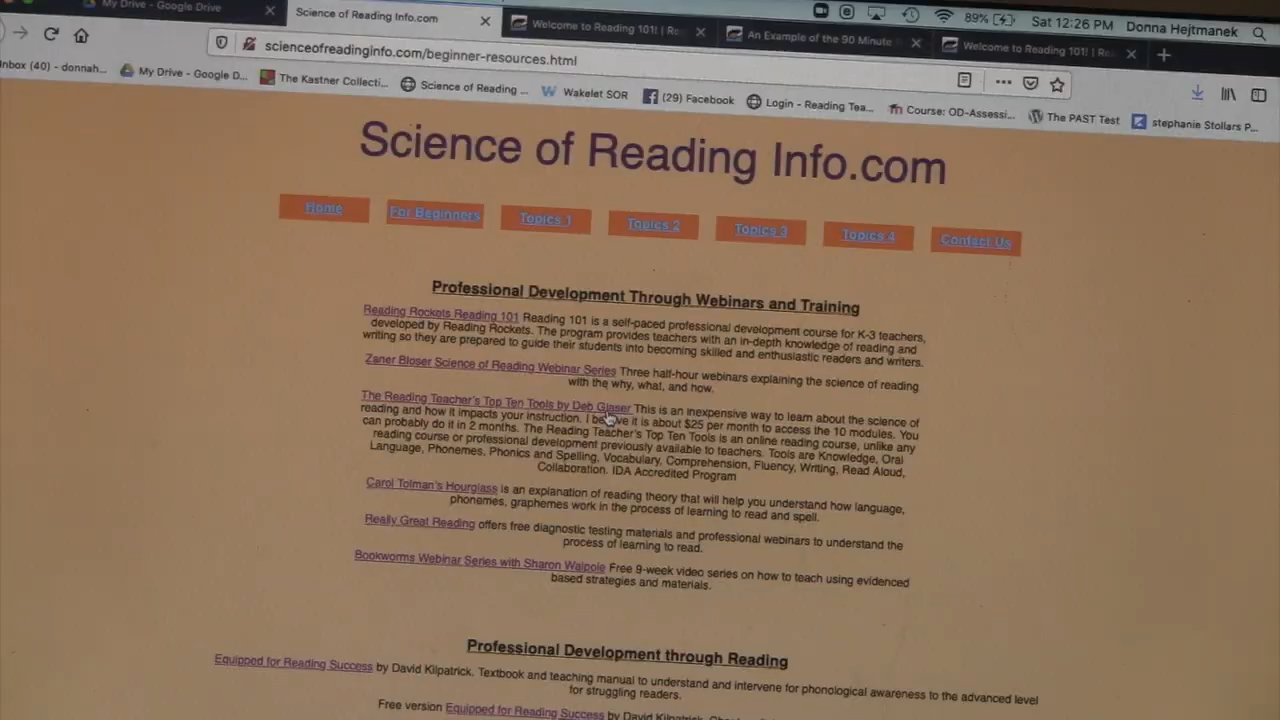 My Drive - Google Drive
Science of Reading Info.com
Welcome to Reading 101! | Re
An Example of the 90 Minute
Welcome to Reading 101! | Re
89%
Sat 12:26 PM
Donna Hejtmanek
scienceofreadinginfo.com/beginner-resources.html
Inbox (40) - donnah...
My Drive - Google D...
The Kastner Collecti...
Science of Reading ...
Wakelet SOR
(29) Facebook
Login - Reading Tea...
Course: OD-Assessi...
The PAST Test
stephanie Stollars P...
Science of Reading Info.com
Home
For Beginners
Topics 1
Topics 2
Topics 3
Topics 4
Contact Us
Professional Development Through Webinars and Training
Reading Rockets Reading 101 Reading 101 is a self-paced professional development course for K-3 teachers,
developed by Reading Rockets. The program provides teachers with an in-depth knowledge of reading and
writing so they are prepared to guide their students into becoming skilled and enthusiastic readers and writers.
Zaner Bloser Science of Reading Webinar Series Three half-hour webinars explaining the science of reading
with the why, what, and how.
The Reading Teacher's Top Ten Tools by Deb Glaser This is an inexpensive way to learn about the science of
reading and how it impacts your instruction. I it is about $25 per month to access the 10 modules. You
can probably do it in 2 months. The Reading Teacher's Top Ten Tools is an online reading course, unlike any
reading course or professional development previously available to teachers. Tools are Knowledge, Oral
Language, Phonemes, Phonics and Spelling, Vocabulary, Comprehension, Fluency, Writing, Read Aloud,
Collaboration. IDA Accredited Program
Carol Tolman's Hourglass is an explanation of reading theory that will help you understand how language,
phonemes, graphemes work in the process of learning to read and spell.
Really Great Reading offers free diagnostic testing materials and professional webinars to understand the
process of learning to read.
Bookworms Webinar Series with Sharon Walpole Free 9-week video series on how to teach using evidenced
based strategies and materials.
Professional Development through Reading
Equipped for Reading Success by David Kilpatrick. Textbook and teaching manual to understand and intervene for phonological awareness to the advanced level
for struggling readers.
Free version Equipped for Reading Success by David Kilpatrick.